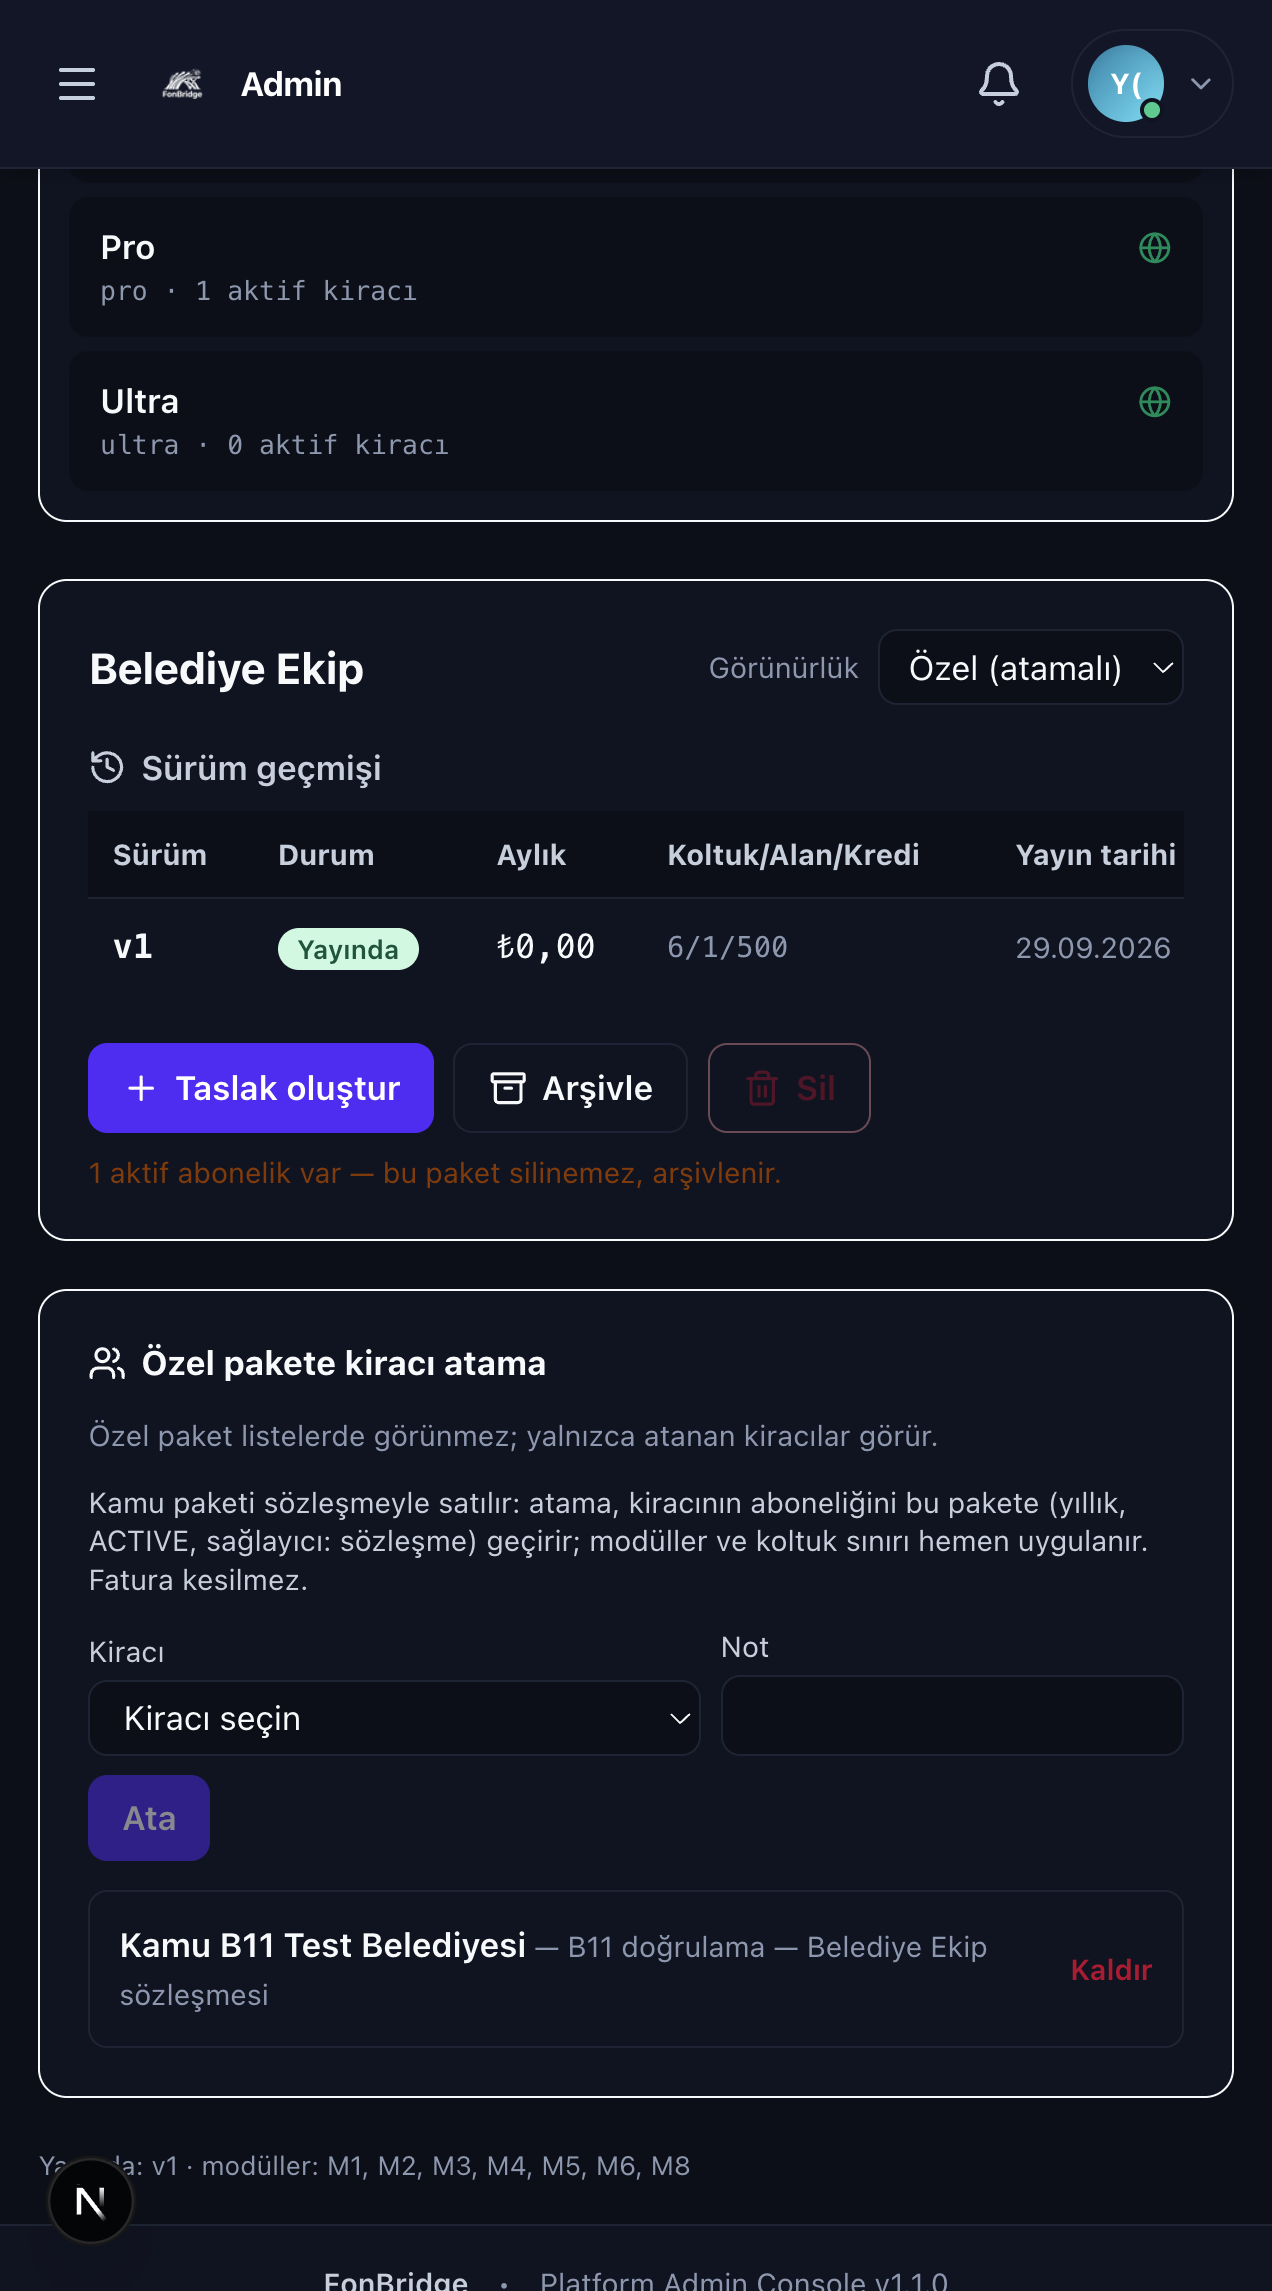 FonBridge
Admin
Y(
Pro
pro · 1 aktif kiracı
Ultra
ultra · 0 aktif kiracı
Belediye Ekip
Görünürlük
Özel (atamalı)
Sürüm geçmişi
Sürüm Durum Aylık Koltuk/Alan/Kredi Yayın tarihi
v1 Yayında ₺0,00 6/1/500 29.09.2026
Taslak oluştur
Arşivle
Sil
1 aktif abonelik var — bu paket silinemez, arşivlenir.
Özel pakete kiracı atama
Özel paket listelerde görünmez; yalnızca atanan kiracılar görür.
Kamu paketi sözleşmeyle satılır: atama, kiracının aboneliğini bu pakete (yıllık,
ACTIVE, sağlayıcı: sözleşme) geçirir; modüller ve koltuk sınırı hemen uygulanır.
Fatura kesilmez.
Kiracı
Not
Kiracı seçin
Ata
Kamu B11 Test Belediyesi — B11 doğrulama — Belediye Ekip
sözleşmesi
Kaldır
v1 · modüller: M1, M2, M3, M4, M5, M6, M8
N
FonBridge • Platform Admin Console v1.1.0